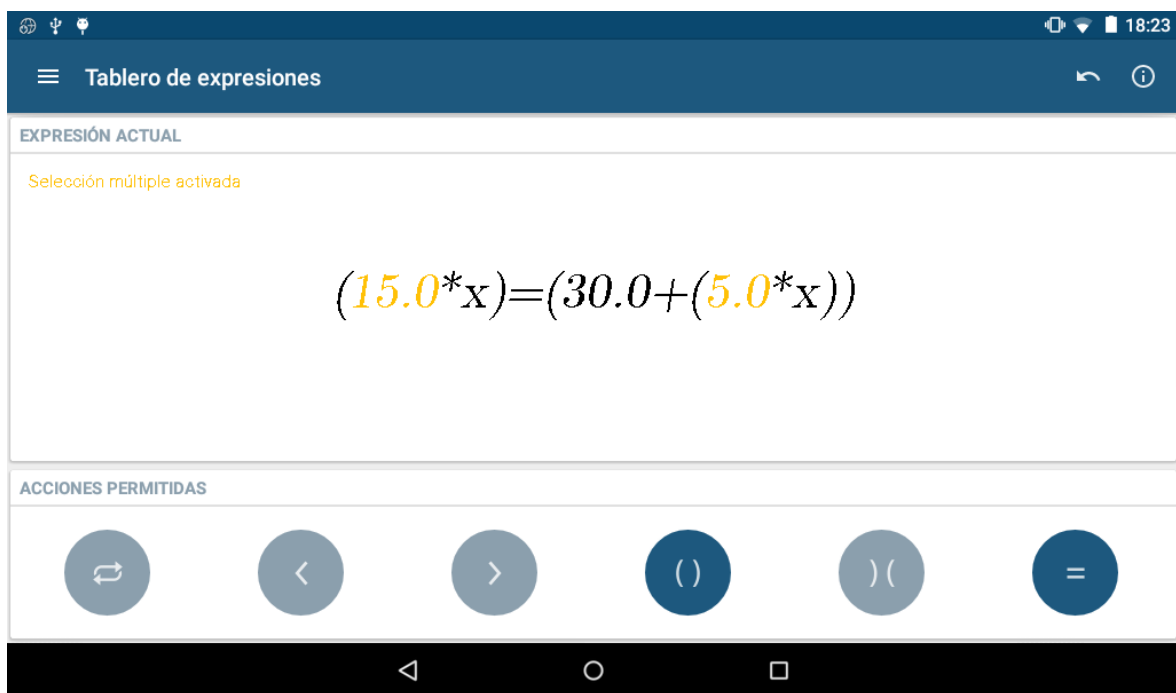 18:23
Tablero de expresiones
EXPRESIÓN ACTUAL
Selección múltiple activada
(15.0*x)=(30.0+(5.0*x))
ACCIONES PERMITIDAS
< > ( ) ) ( =